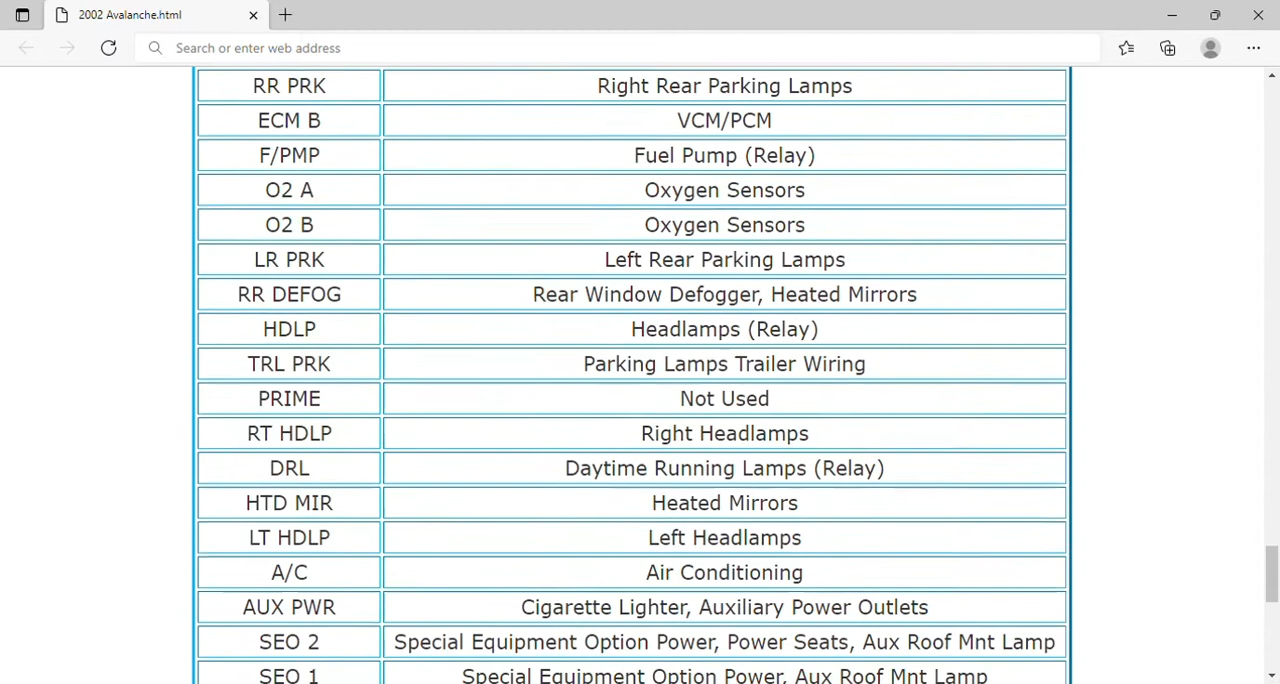 2002 Avalanche.html
Search or enter web address
RR PRK Right Rear Parking Lamps
ECM B VCM/PCM
F/PMP Fuel Pump (Relay)
O2 A Oxygen Sensors
O2 B Oxygen Sensors
LR PRK Left Rear Parking Lamps
RR DEFOG Rear Window Defogger, Heated Mirrors
HDLP Headlamps (Relay)
TRL PRK Parking Lamps Trailer Wiring
PRIME Not Used
RT HDLP Right Headlamps
DRL Daytime Running Lamps (Relay)
HTD MIR Heated Mirrors
LT HDLP Left Headlamps
A/C Air Conditioning
AUX PWR Cigarette Lighter, Auxiliary Power Outlets
SEO 2 Special Equipment Option Power, Power Seats, Aux Roof Mnt Lamp
SEO 1 Special Equipment Option Power, Aux Roof Mnt Lamp